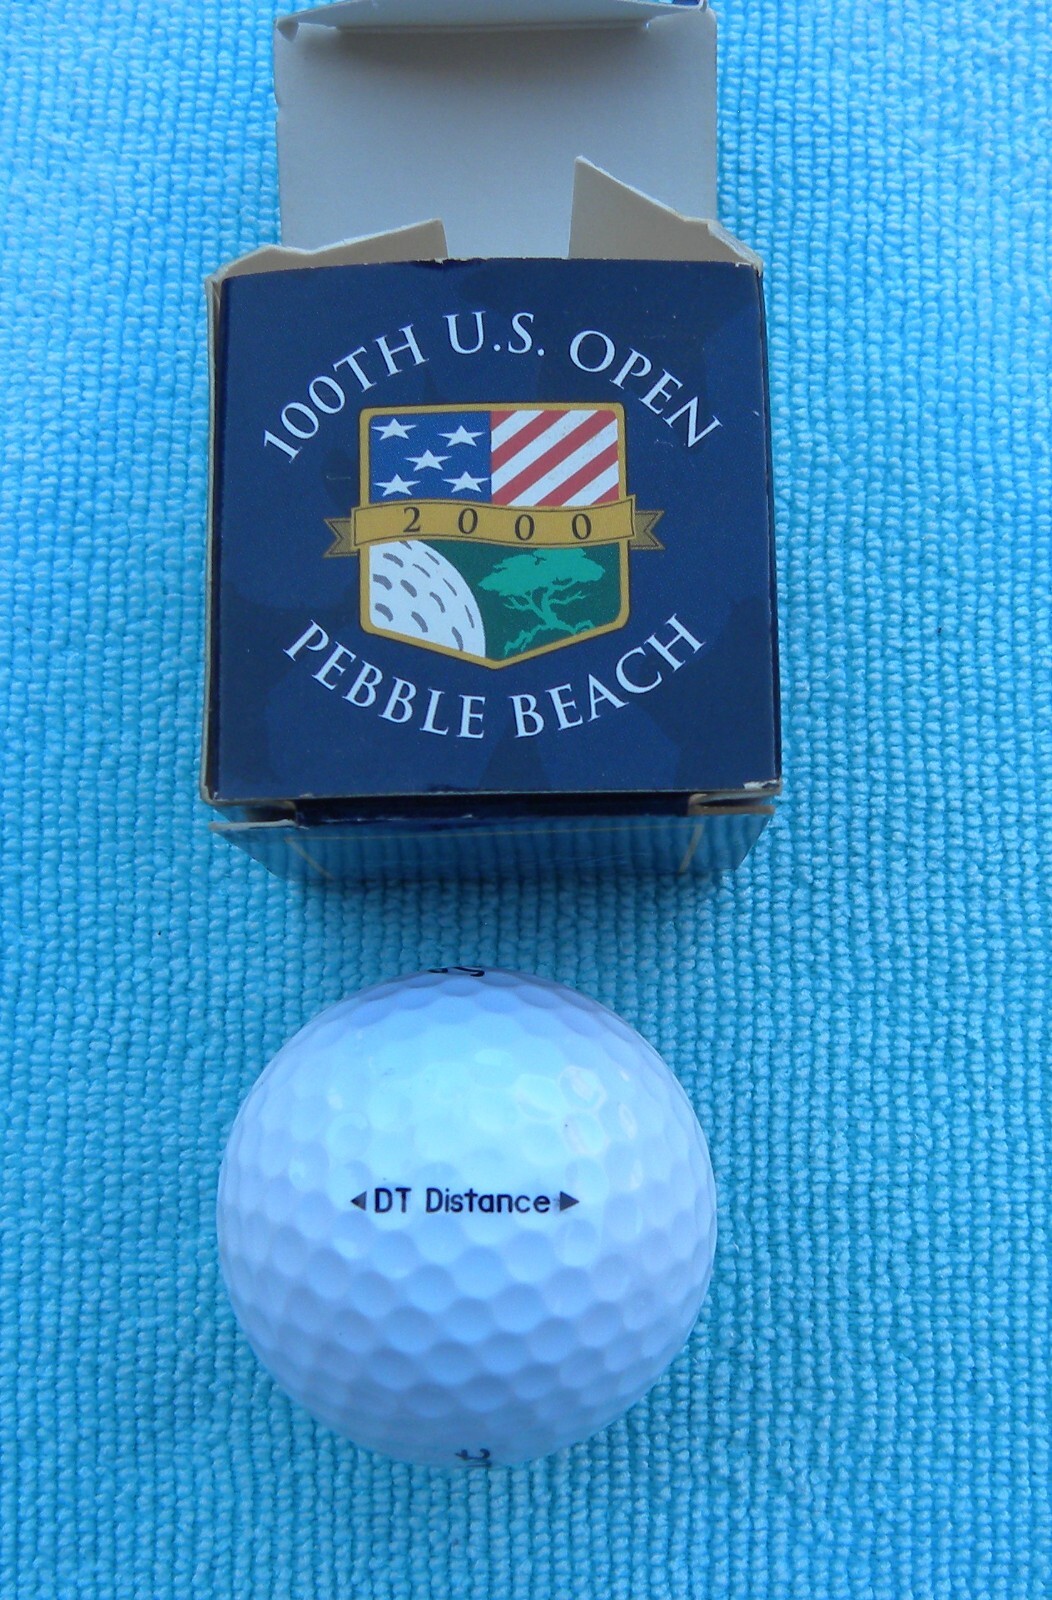 100TH U.S. OPEN
2000
PEBBLE BEACH
DT Distance